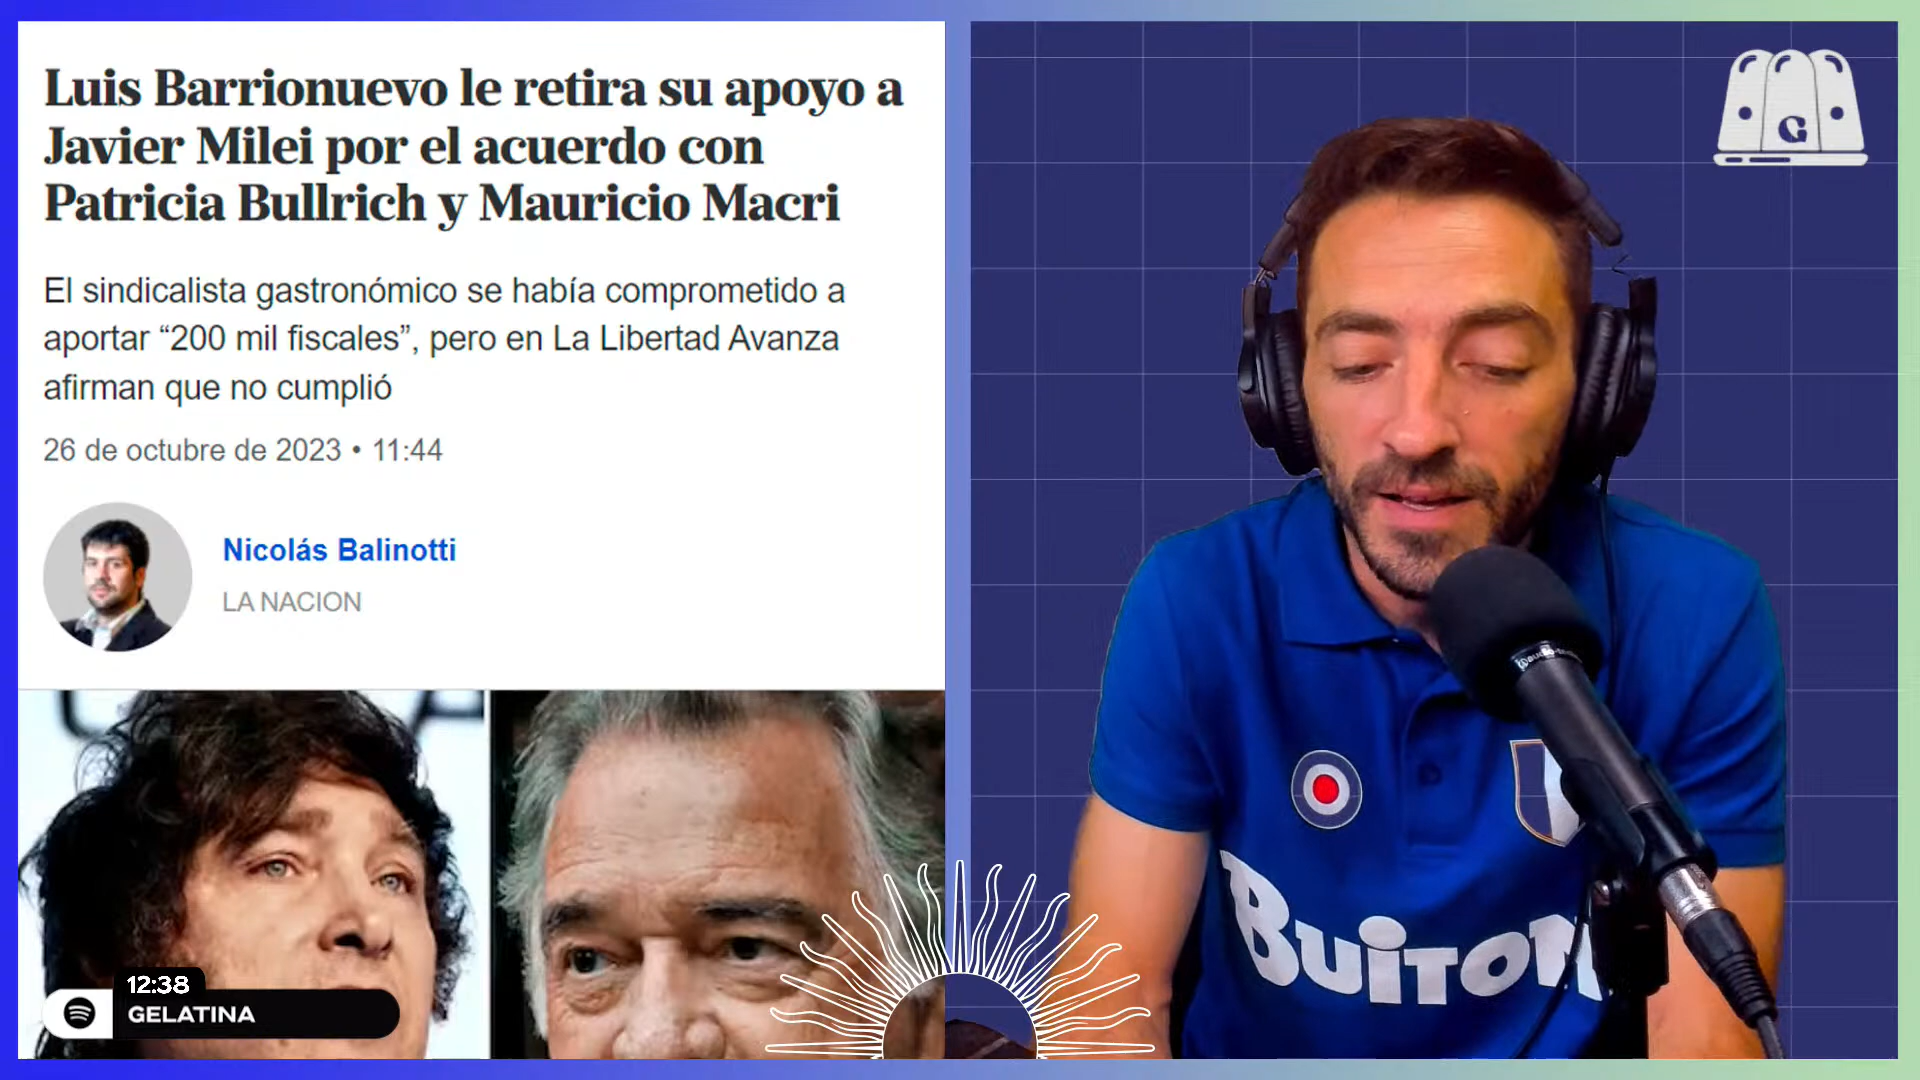 Luis Barrionuevo le retira su apoyo a
Javier Milei por el acuerdo con
Patricia Bullrich y Mauricio Macri
El sindicalista gastronómico se había comprometido a
aportar “200 mil fiscales”, pero en La Libertad Avanza
afirman que no cumplió
26 de octubre de 2023 • 11:44
Nicolás Balinotti
LA NACION
12:38
GELATINA
G
BUITON